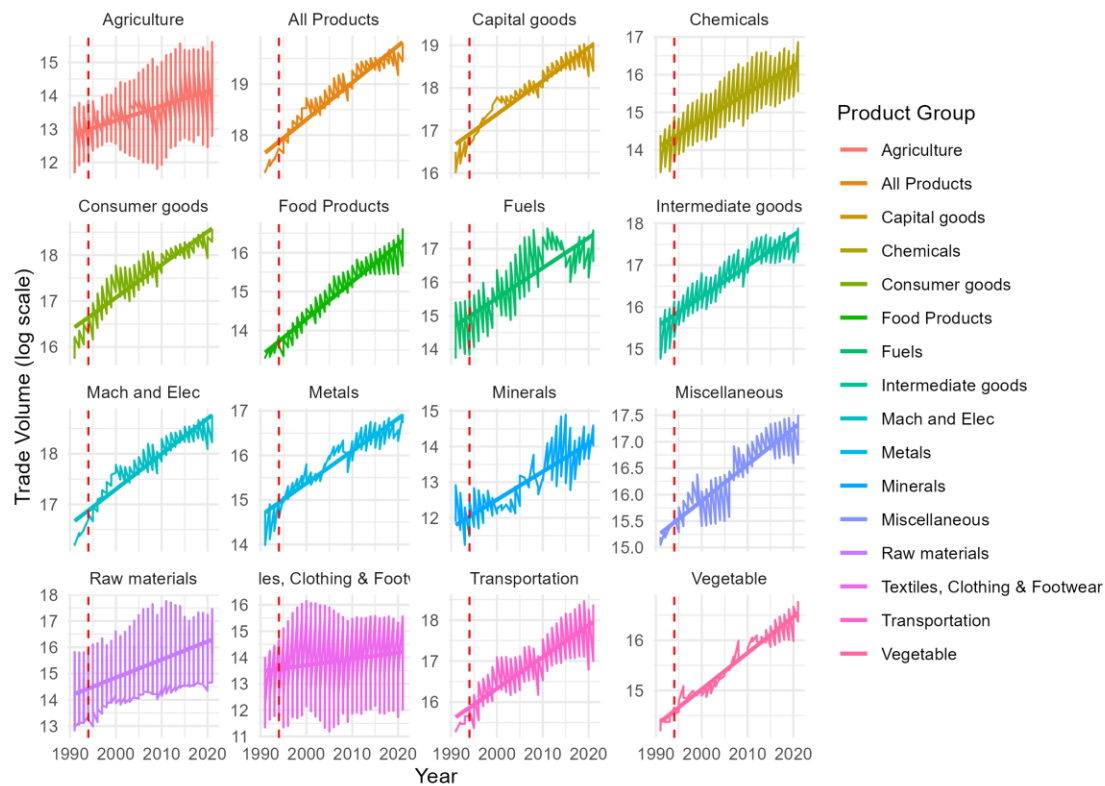 Agriculture
All Products
Capital goods
Chemicals
15
14
13
12
19
18
19
18
17
16
17
16
15
14
Consumer goods
Food Products
Fuels
Intermediate goods
18
17
16
16
15
14
17
16
15
14
18
17
16
15
Mach and Elec
Metals
Minerals
Miscellaneous
18
17
17
16
15
14
15
14
13
12
17.5
17.0
16.5
16.0
15.5
15.0
Raw materials
les, Clothing & Footw
Transportation
Vegetable
18
17
16
15
14
13
16
15
14
13
12
11
18
17
16
16
15
1990 2000 2010 2020
1990 2000 2010 2020
1990 2000 2010 2020
1990 2000 2010 2020
Year
Trade Volume (log scale)
Product Group
Agriculture
All Products
Capital goods
Chemicals
Consumer goods
Food Products
Fuels
Intermediate goods
Mach and Elec
Metals
Minerals
Miscellaneous
Raw materials
Textiles, Clothing & Footwear
Transportation
Vegetable